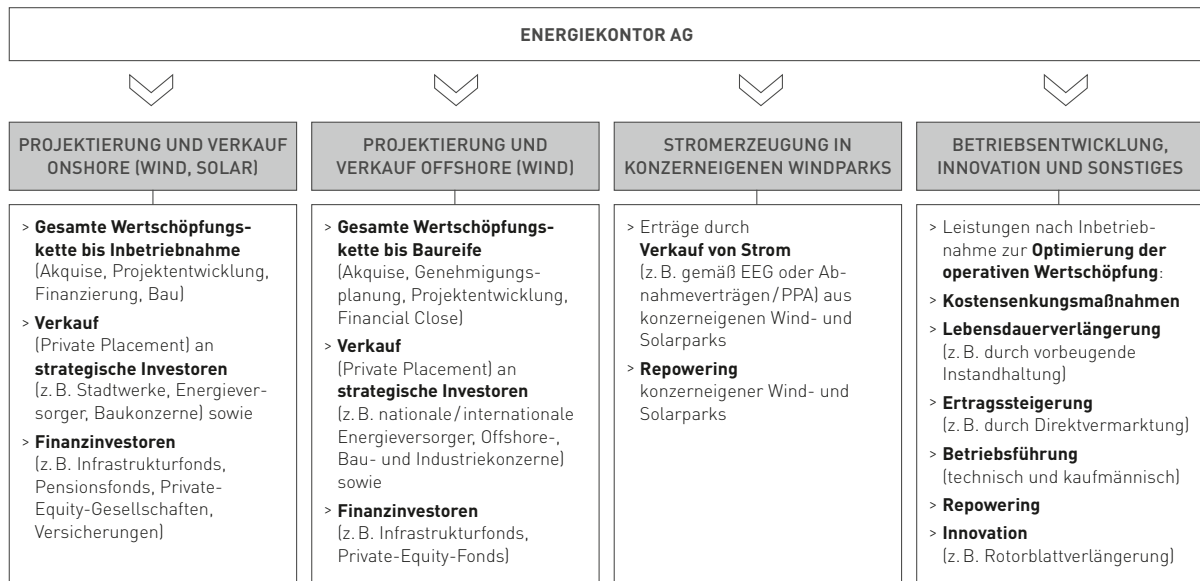 ENERGIEKONTOR AG
PROJEKTIERUNG UND VERKAUF
ONSHORE (WIND, SOLAR)
> Gesamte Wertschöpfungs-
kette bis Inbetriebnahme
(Akquise, Projektentwicklung,
Finanzierung, Bau)
> Verkauf
(Private Placement) an
strategische Investoren
(z. B. Stadtwerke, Energiever-
sorger, Baukonzerne) sowie
> Finanzinvestoren
(z. B. Infrastrukturfonds,
Pensionsfonds, Private-
Equity-Gesellschaften,
Versicherungen)
PROJEKTIERUNG UND
VERKAUF OFFSHORE (WIND)
> Gesamte Wertschöpfungs-
kette bis Baureife
(Akquise, Genehmigungs-
planung, Projektentwicklung,
Financial Close)
> Verkauf
(Private Placement) an
strategische Investoren
(z. B. nationale / internationale
Energieversorger, Offshore-,
Bau- und Industriekonzerne)
sowie
> Finanzinvestoren
(z. B. Infrastrukturfonds,
Private-Equity-Fonds)
STROMERZEUGUNG IN
KONZERNEIGENEN WINDPARKS
> Erträge durch
Verkauf von Strom
(z. B. gemäß EEG oder Ab-
nahmeverträgen / PPA) aus
konzerneigenen Wind- und
Solarparks
> Repowering
konzerneigener Wind- und
Solarparks
BETRIEBSENTWICKLUNG,
INNOVATION UND SONSTIGES
> Leistungen nach Inbetrieb-
nahme zur Optimierung der
operativen Wertschöpfung:
> Kostensenkungsmaßnahmen
> Lebensdauerverlängerung
(z. B. durch vorbeugende
Instandhaltung)
> Ertragssteigerung
(z. B. durch Direktvermarktung)
> Betriebsführung
(technisch und kaufmännisch)
> Repowering
> Innovation
(z. B. Rotorblattverlängerung)